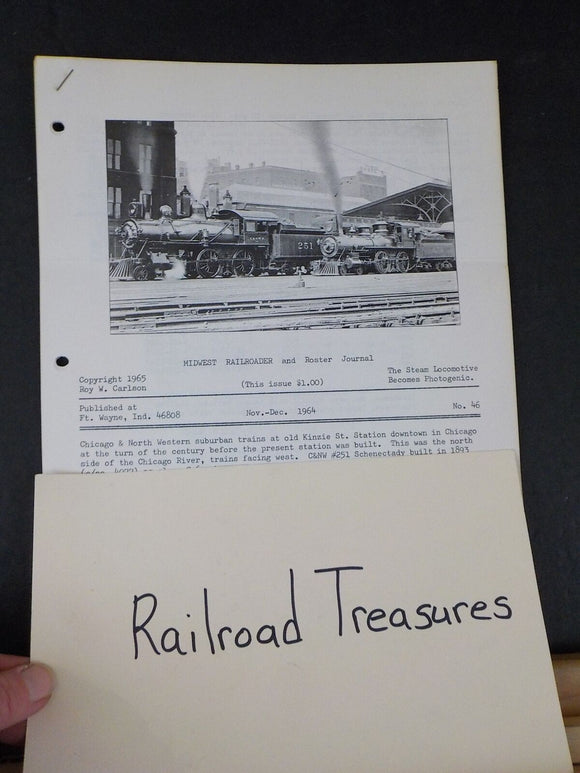 251
MIDWEST RAILROADER and Roster Journal
Copyright 1965
Roy W. Carlson
(This issue $1.00)
The Steam Locomotive
Becomes Photogenic.
Published at
Ft. Wayne, Ind. 46808
Nov.-Dec. 1964
No. 46
Chicago & North Western suburban trains at old Kinzie St. Station downtown in Chicago
at the turn of the century before the present station was built. This was the north
side of the Chicago River, trains facing west. C&NW #251 Schenectady built in 1893
Railroad Treasures